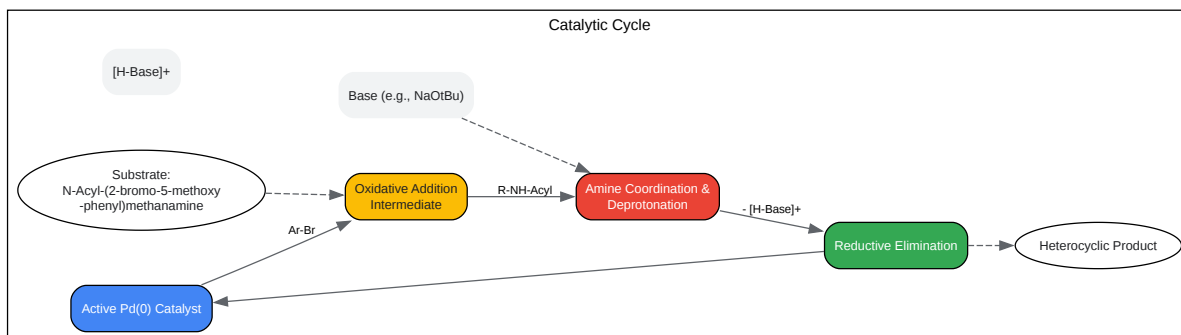 Catalytic Cycle
[H-Base]+
Base (e.g., NaOtBu)
Substrate:
N-Acyl-(2-bromo-5-methoxy
-phenyl)methanamine
Oxidative Addition
Intermediate
R-NH-Acyl
Amine Coordination &
Deprotonation
- [H-Base]+
Ar-Br
Reductive Elimination
Heterocyclic Product
Active Pd(0) Catalyst